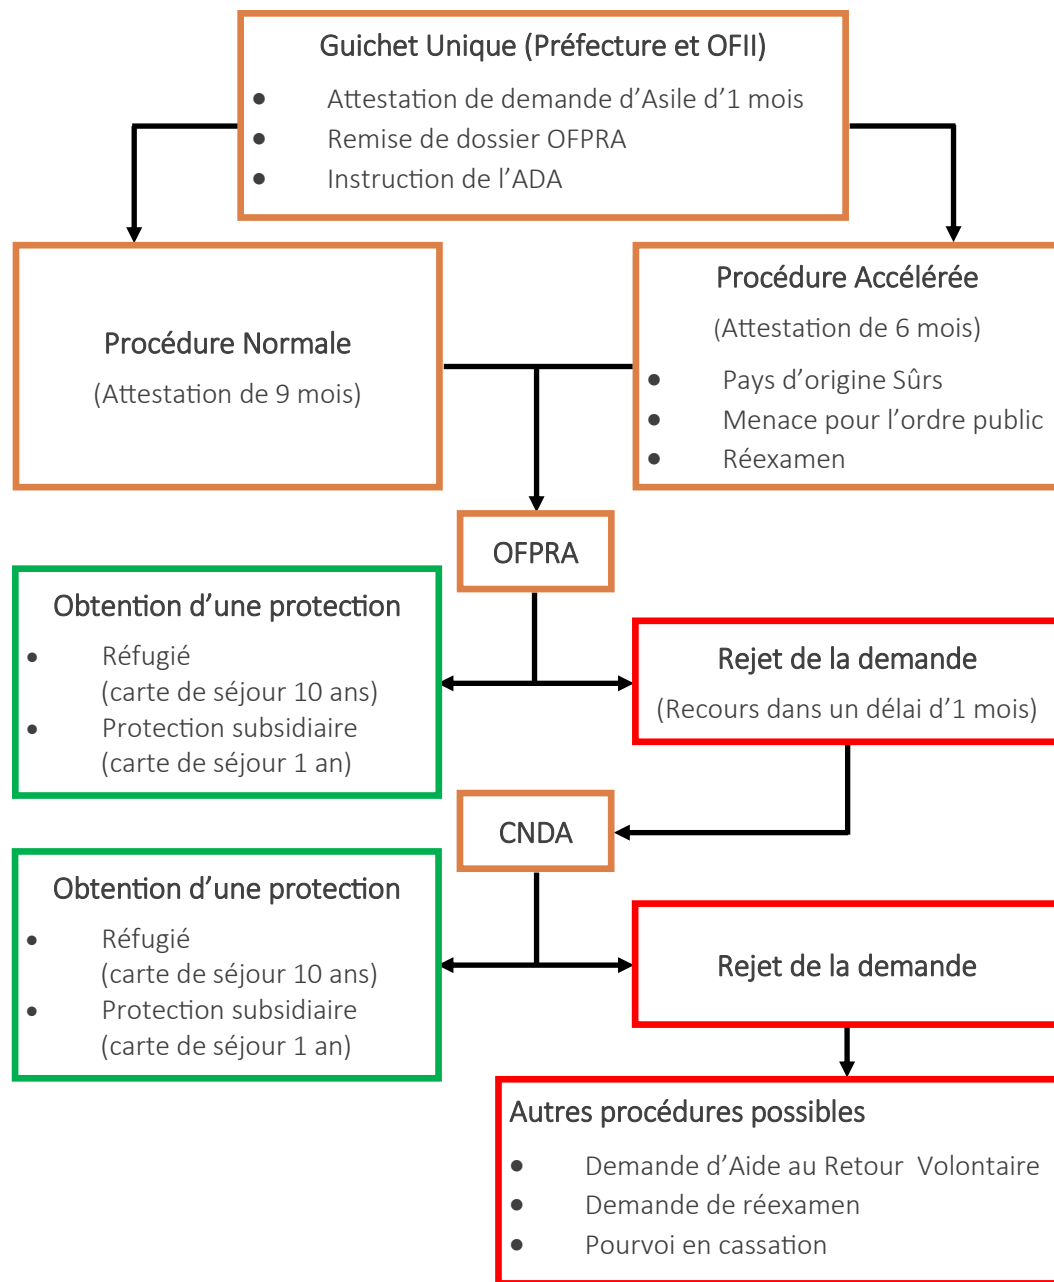 Guichet Unique (Préfecture et OFII)
• Attestation de demande d’Asile d’1 mois
• Remise de dossier OFPRA
• Instruction de l’ADA
Procédure Normale
(Attestation de 9 mois)
Procédure Accélérée
(Attestation de 6 mois)
• Pays d’origine Sûrs
• Menace pour l’ordre public
• Réexamen
OFPRA
Obtention d’une protection
• Réfugié
(carte de séjour 10 ans)
• Protection subsidiaire
(carte de séjour 1 an)
Rejet de la demande
(Recours dans un délai d’1 mois)
CNDA
Obtention d’une protection
• Réfugié
(carte de séjour 10 ans)
• Protection subsidiaire
(carte de séjour 1 an)
Rejet de la demande
Autres procédures possibles
• Demande d’Aide au Retour Volontaire
• Demande de réexamen
• Pourvoi en cassation